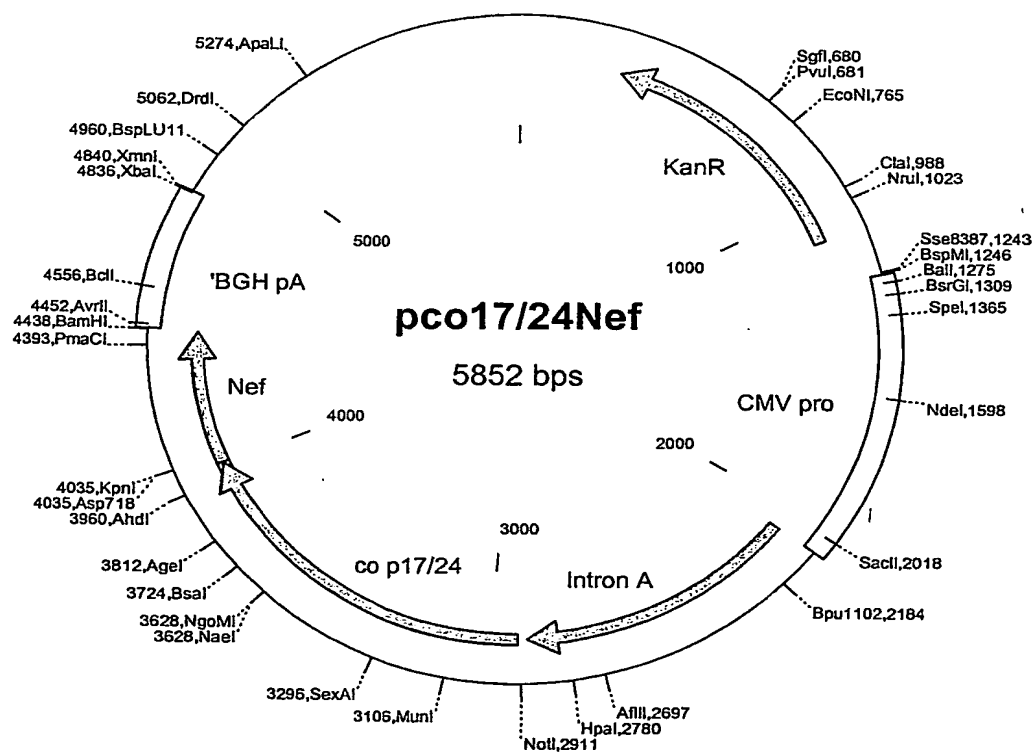 5274,ApaLI
5062,DrdI
4960,BspLU11
4840,XmnI
4836,XbaI
4556,BclI
4452,AvrII
4438,BamHI
4393,PmaCI
4035,KpnI
4035,Asp718
3960,AhdI
3812,AgeI
3724,BsaI
3628,NgoMI
3628,NaeI
3296,SexAI
3106,MunI
NotI,2911
HpaI,2780
AflII,2697
Bpu1102,2184
SacII,2018
NdeI,1598
SpeI,1365
BsrGI,1309
BalI,1275
BspMI,1246
Sse8387,1243
NruI,1023
ClaI,988
EcoNI,765
PvuI,681
SgfI,680
KanR
1000
5000
'BGH pA
pco17/24Nef
5852 bps
CMV pro
Nef
4000
2000
3000
co p17/24
Intron A